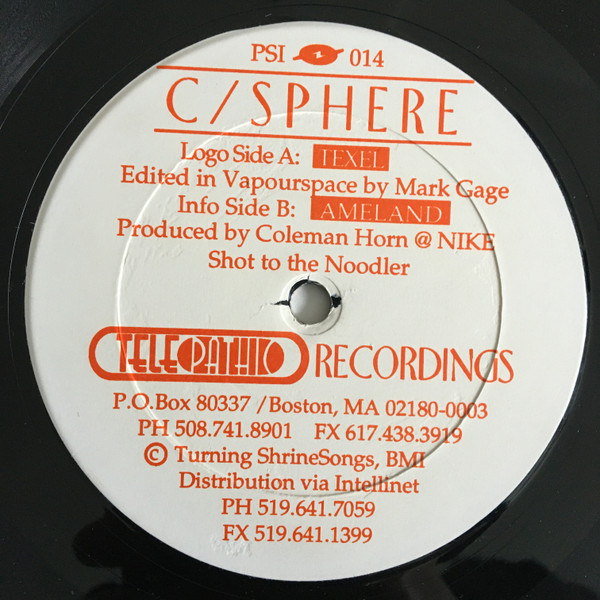 PSI 014
C/SPHERE
Logo Side A: TEXEL
Edited in Vapourspace by Mark Gage
Info Side B: AMELAND
Produced by Coleman Horn @ NIKE
Shot to the Noodler
TELEPATHIC RECORDINGS
P.O.Box 80337 /Boston, MA 02180-0003
PH 508.741.8901 FX 617.438.3919
© Turning ShrineSongs, BMI
Distribution via Intellinet
PH 519.641.7059
FX 519.641.1399